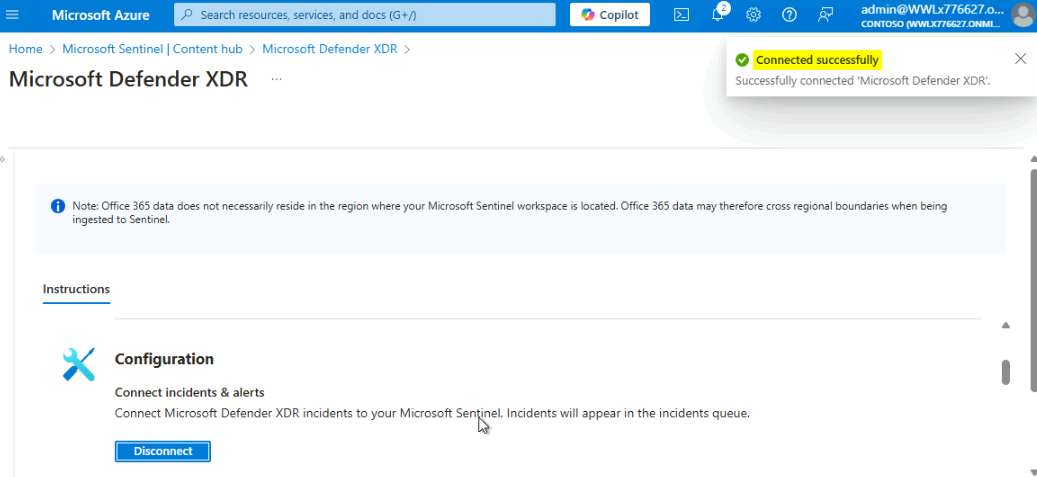 Microsoft Azure
Search resources, services, and docs (G+/)
Copilot
2
admin@WWLx776627.o...
CONTOSO (WWLX776627.ONMI...
Home > Microsoft Sentinel | Content hub > Microsoft Defender XDR >
Microsoft Defender XDR ...
Connected successfully
Successfully connected 'Microsoft Defender XDR'.
Note: Office 365 data does not necessarily reside in the region where your Microsoft Sentinel workspace is located. Office 365 data may therefore cross regional boundaries when being
ingested to Sentinel.
Instructions
Configuration
Connect incidents & alerts
Connect Microsoft Defender XDR incidents to your Microsoft Sentinel. Incidents will appear in the incidents queue.
Disconnect